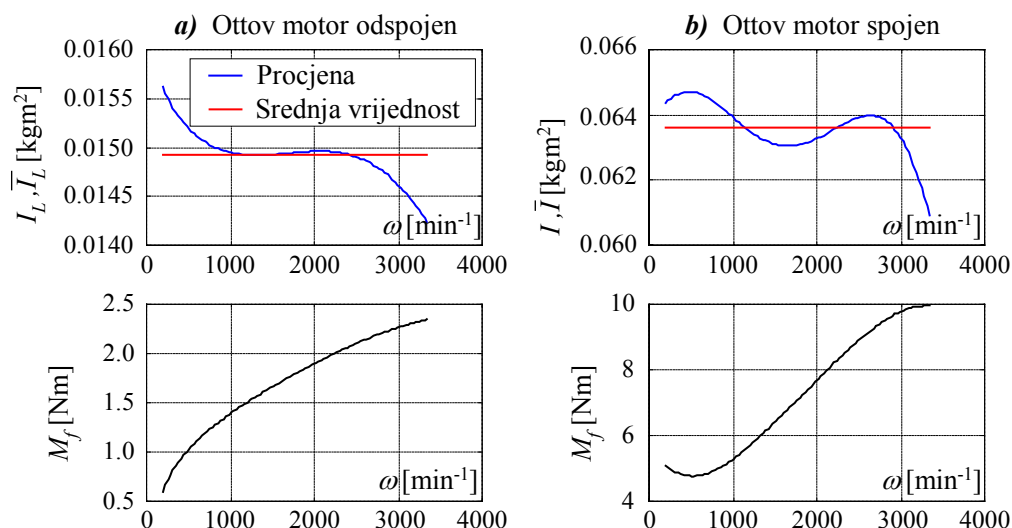 a) Ottov motor odspojen
0.0160
0.0155
0.0150
0.0145
0.0140
I_L, Ī_L [kgm²]
Procjena
Srednja vrijednost
ω [min⁻¹]
0 1000 2000 3000 4000
b) Ottov motor spojen
0.066
0.064
0.062
0.060
I, Ī [kgm²]
ω [min⁻¹]
0 1000 2000 3000 4000
2.5
2.0
1.5
1.0
0.5
M_f [Nm]
ω [min⁻¹]
0 1000 2000 3000 4000
10
8
6
4
M_f [Nm]
ω [min⁻¹]
0 1000 2000 3000 4000